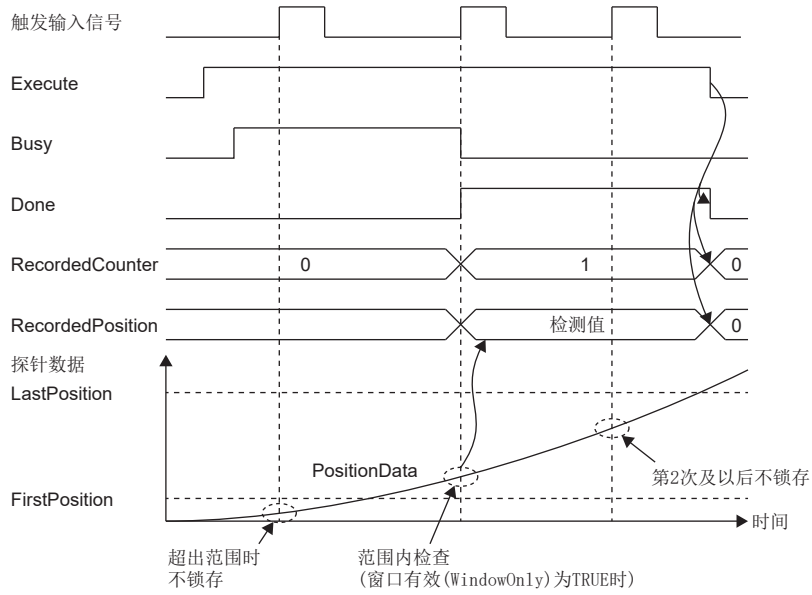 触发输入信号
Execute
Busy
Done
RecordedCounter
0
1
0
RecordedPosition
检测值
0
探针数据
LastPosition
PositionData
第2次及以后不锁存
FirstPosition
时间
超出范围时
不锁存
范围内检查
(窗口有效(WindowOnly)为TRUE时)